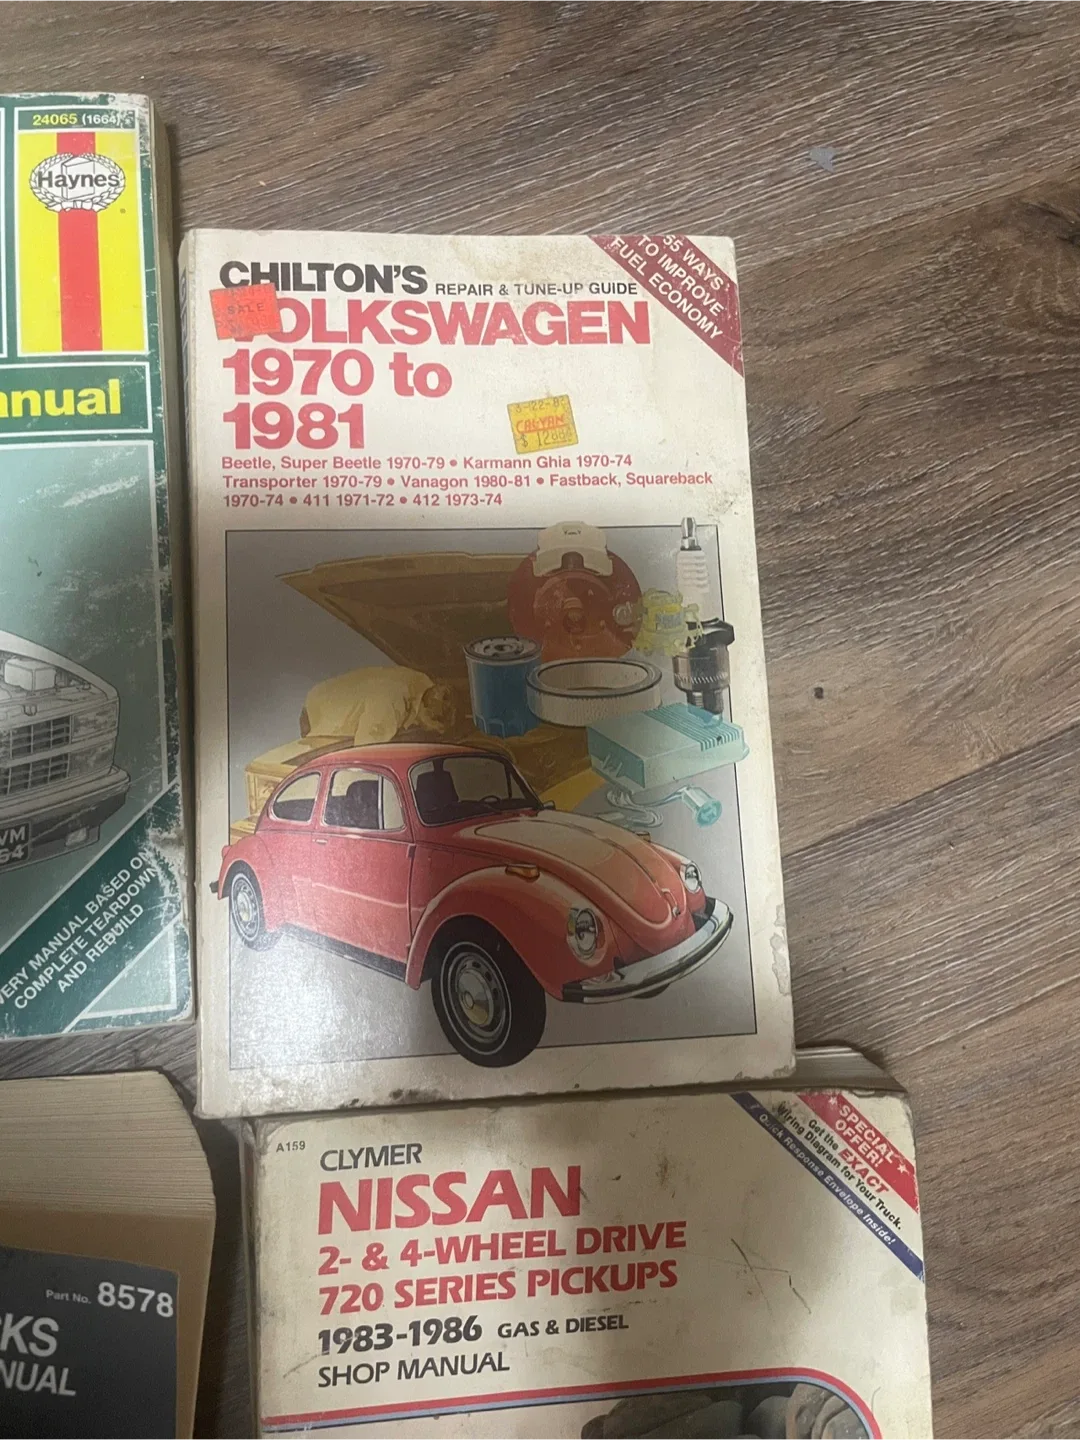 24065 (1664)
Haynes
anual
VM
EVERY MANUAL BASED ON
COMPLETE TEARDOWN
AND REBUILD
CHILTON'S REPAIR & TUNE-UP GUIDE
VOLKSWAGEN
1970 to
1981
SALE
55 WAYS
TO IMPROVE
FUEL ECONOMY
Beetle, Super Beetle 1970-79 • Karmann Ghia 1970-74
Transporter 1970-79 • Vanagon 1980-81 • Fastback, Squareback
1970-74 • 411 1971-72 • 412 1973-74
A159
CLYMER
NISSAN
2- & 4-WHEEL DRIVE
720 SERIES PICKUPS
1983-1986 GAS & DIESEL
SHOP MANUAL
SPECIAL
OFFER!
Get the EXACT
Wiring Diagram for Your Truck.
Quick Response Envelope Inside!
Part No. 8578
KS
NUAL